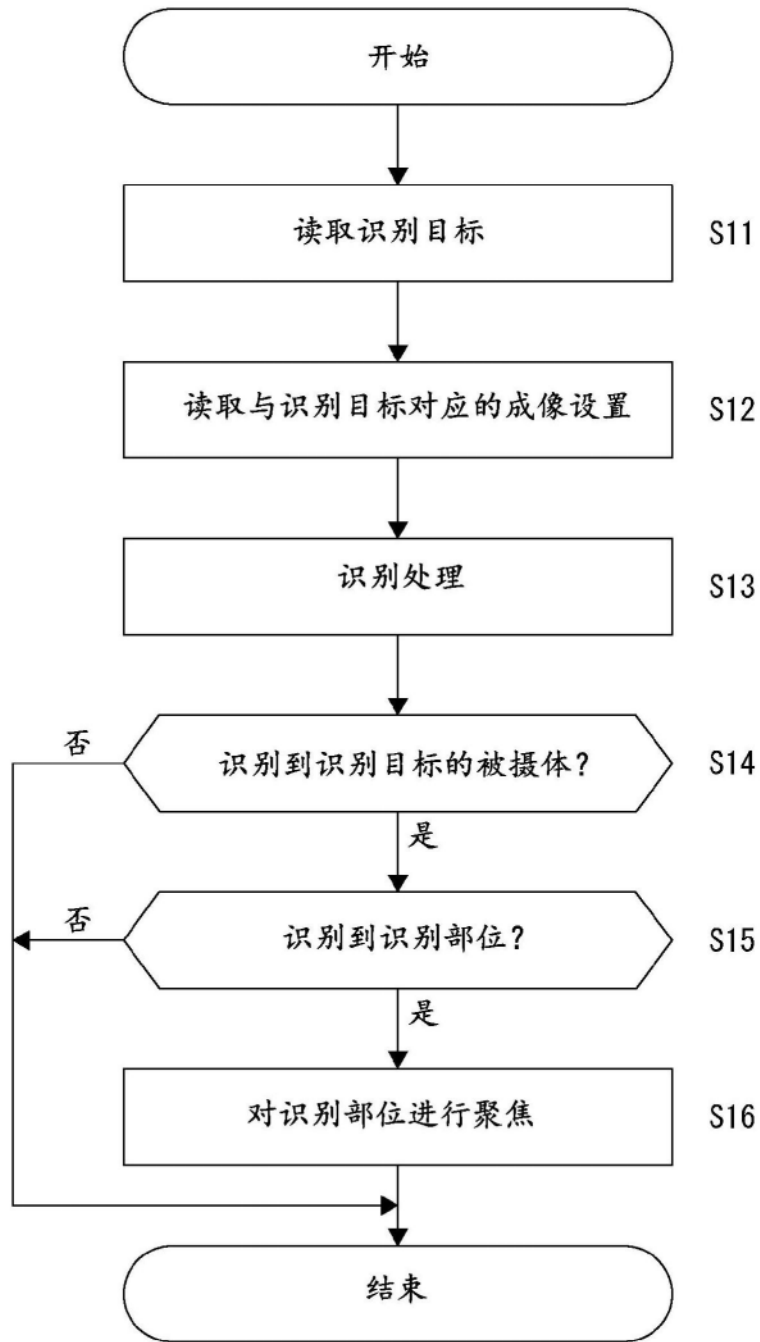 开始
读取识别目标
S11
读取与识别目标对应的成像设置
S12
识别处理
S13
否
识别到识别目标的被摄体？
S14
是
否
识别到识别部位？
S15
是
对识别部位进行聚焦
S16
结束